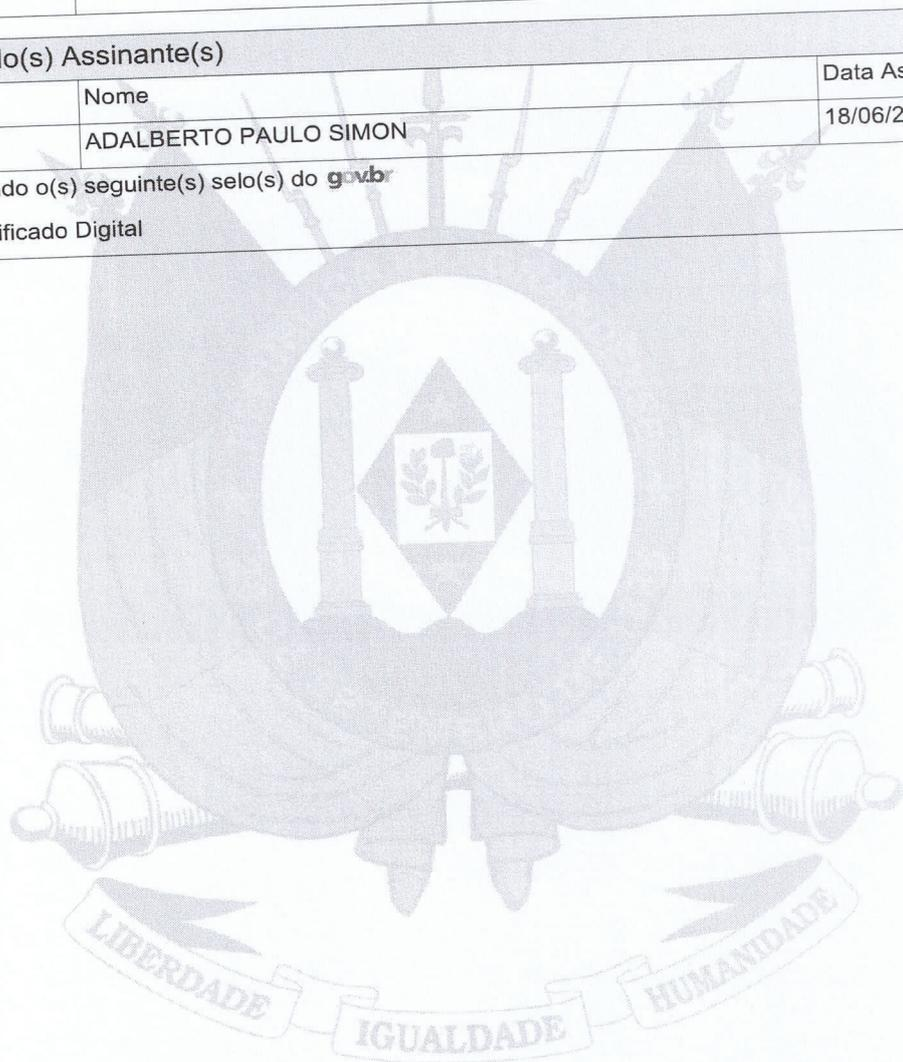 lo(s) Assinante(s)
Nome
Data As
ADALBERTO PAULO SIMON
18/06/2
do o(s) seguinte(s) selo(s) do gov.br
ificado Digital
LIBERDADE
IGUALDADE
HUMANIDADE